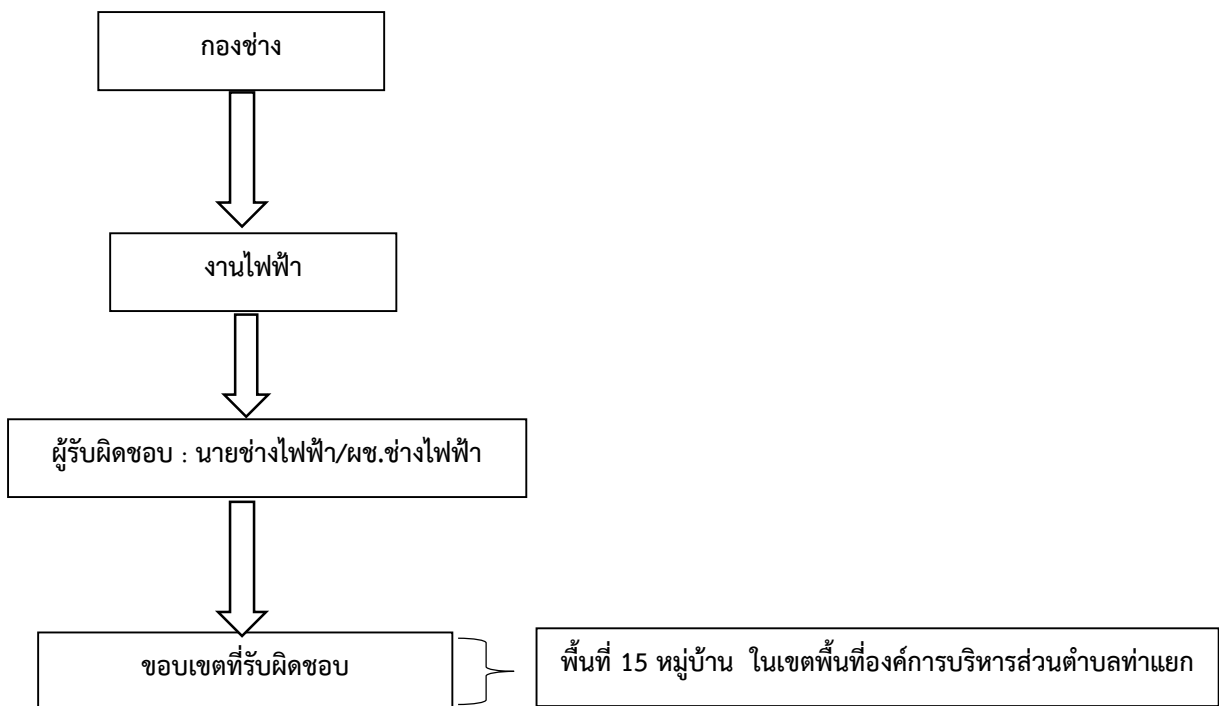 กองช่าง
งานไฟฟ้า
ผู้รับผิดชอบ : นายช่างไฟฟ้า/ผช.ช่างไฟฟ้า
ขอบเขตที่รับผิดชอบ
พื้นที่ 15 หมู่บ้าน ในเขตพื้นที่องค์การบริหารส่วนตำบลท่าแยก